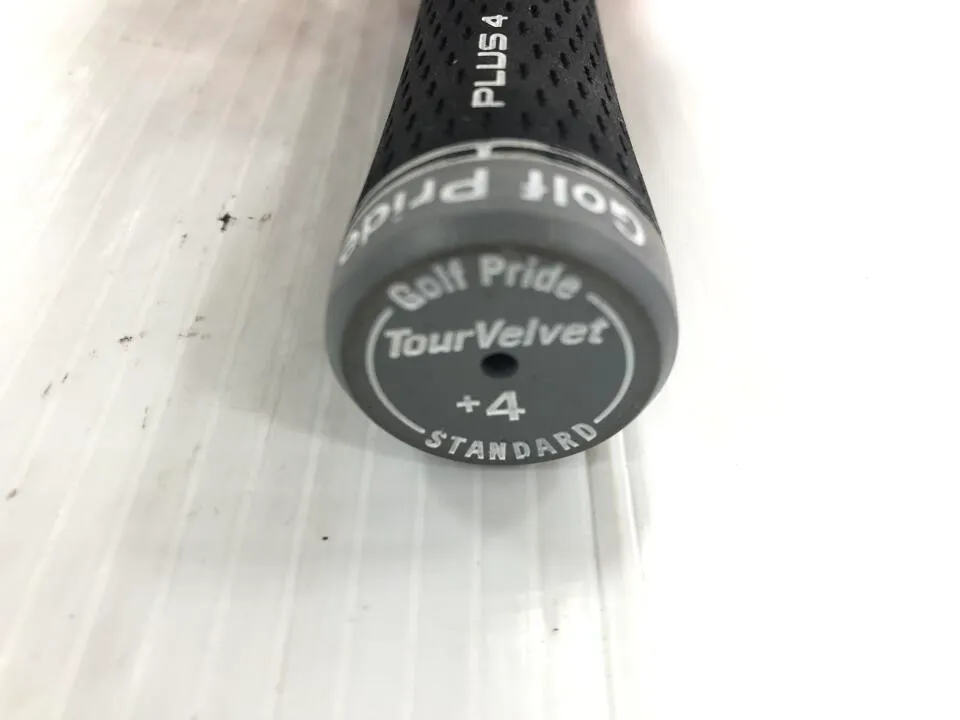 PLUS 4
Golf Pride
Golf Pride
TourVelvet
+4
STANDARD